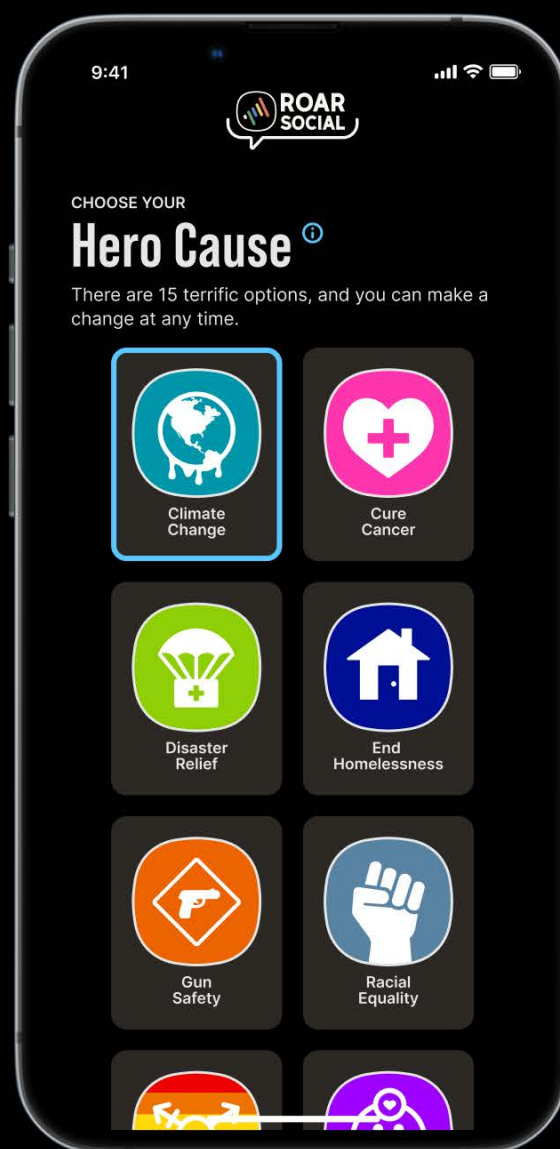 9:41
ROAR
SOCIAL
CHOOSE YOUR
Hero Cause
There are 15 terrific options, and you can make a
change at any time.
Climate
Change
Cure
Cancer
Disaster
Relief
End
Homelessness
Gun
Safety
Racial
Equality